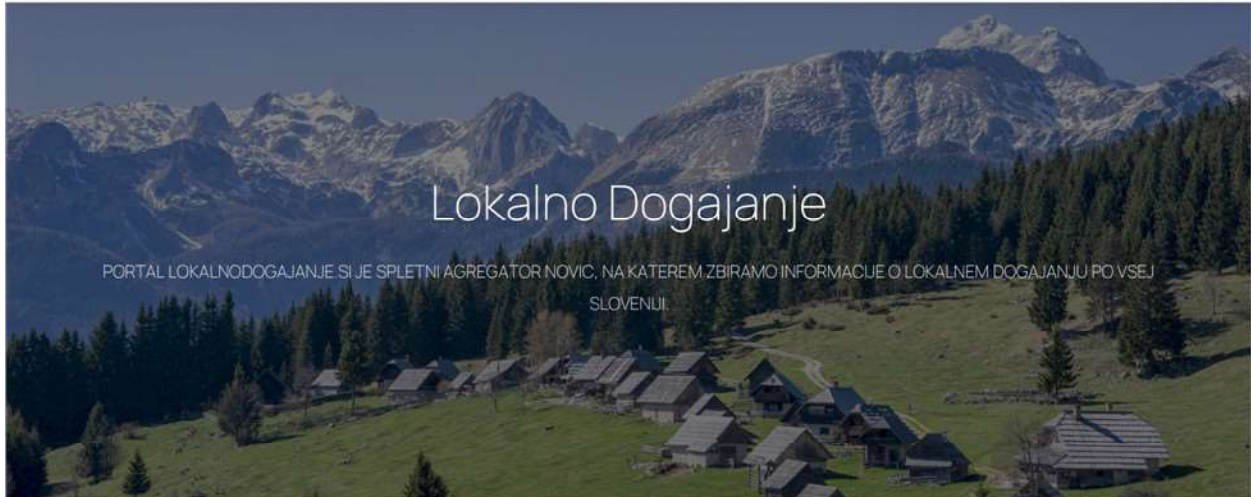 Lokalno Dogajanje
PORTAL LOKALNODOGAJANJE SI JE SPLETNI AGREGATOR NOVIC, NA KATEREM ZBIRAMO INFORMACIJE O LOKALNEM DOGAJANJU PO VSEJ
SLOVENIJI.